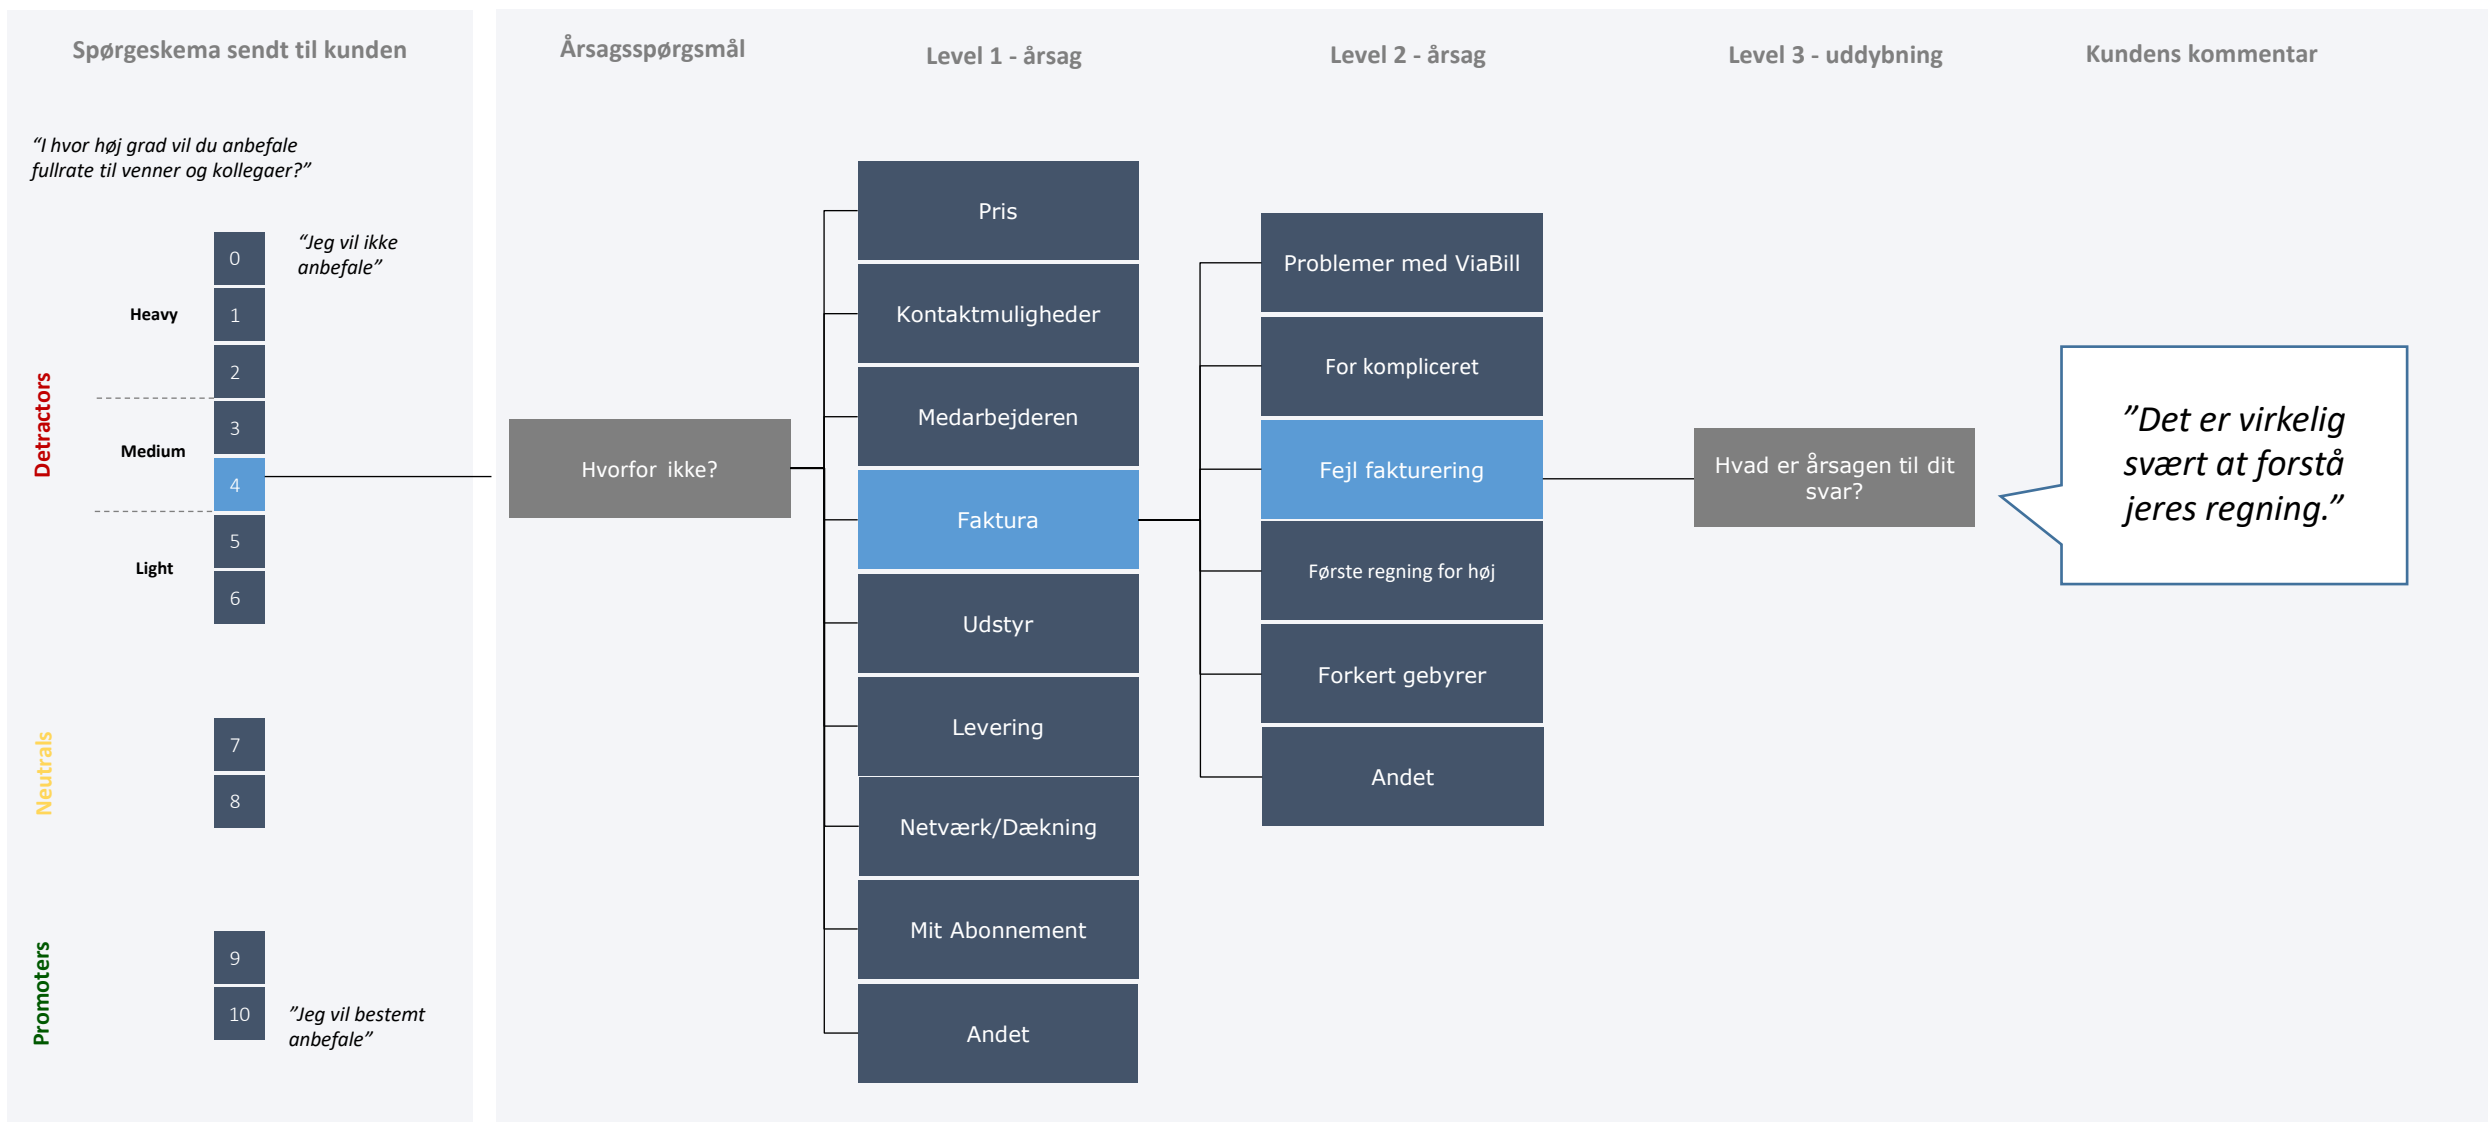 Spørgeskema sendt til kunden
Årsagsspørgsmål
Level 1 - årsag
Level 2 - årsag
Level 3 - uddybning
Kundens kommentar
“I hvor høj grad vil du anbefale
fullrate til venner og kollegaer?”
Detractors
Heavy
Medium
Light
0
1
2
3
4
5
6
“Jeg vil ikke
anbefale”
Neutrals
7
8
Promoters
9
10
”Jeg vil bestemt
anbefale”
Hvorfor ikke?
Pris
Kontaktmuligheder
Medarbejderen
Faktura
Udstyr
Levering
Netværk/Dækning
Mit Abonnement
Andet
Problemer med ViaBill
For kompliceret
Fejl fakturering
Første regning for høj
Forkert gebyrer
Andet
Hvad er årsagen til dit
svar?
”Det er virkelig
svært at forstå
jeres regning.”